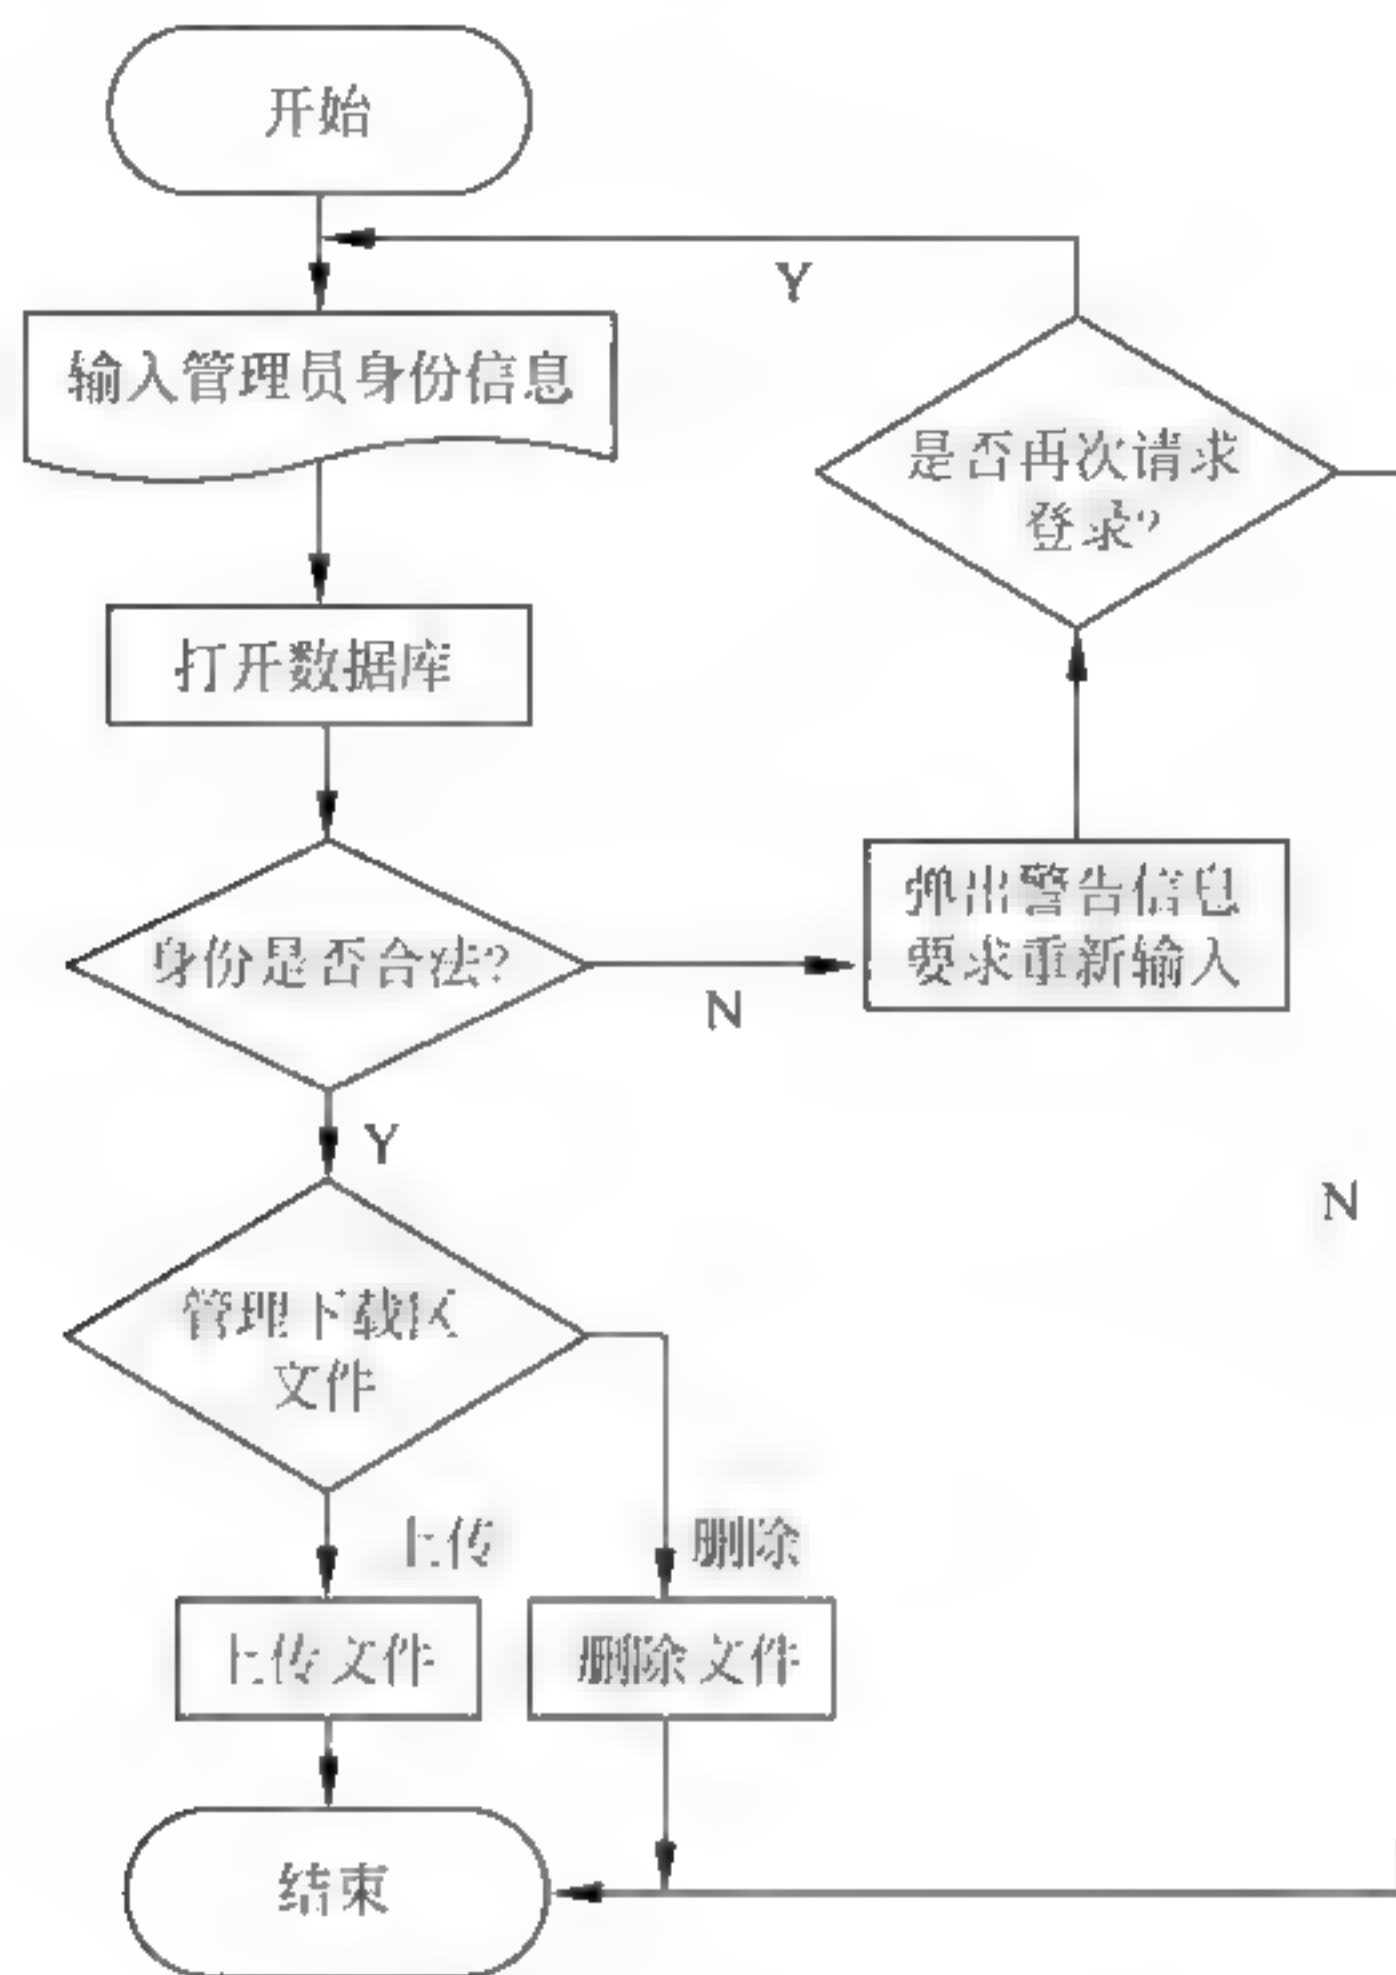 开始
Y
输入管理员身份信息
是否再次请求
登录?
打开数据库
弹出警告信息
要求重新输入
身份是否合法?
N
Y
N
管理下载区
文件
上传
删除
上传文件
删除文件
结束